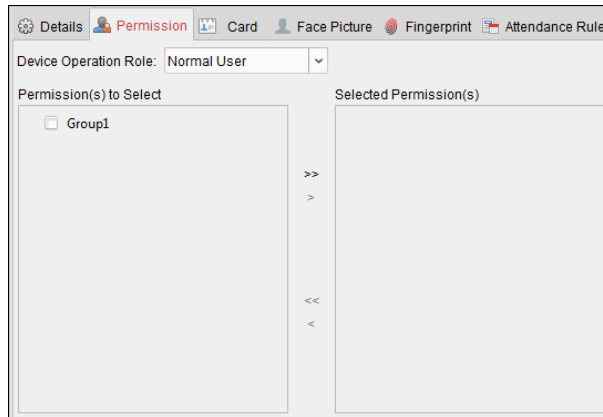 Details Permission Card Face Picture Fingerprint Attendance Rule
Device Operation Role: Normal User
Permission(s) to Select Selected Permission(s)
Group1
>>
>
<<
<